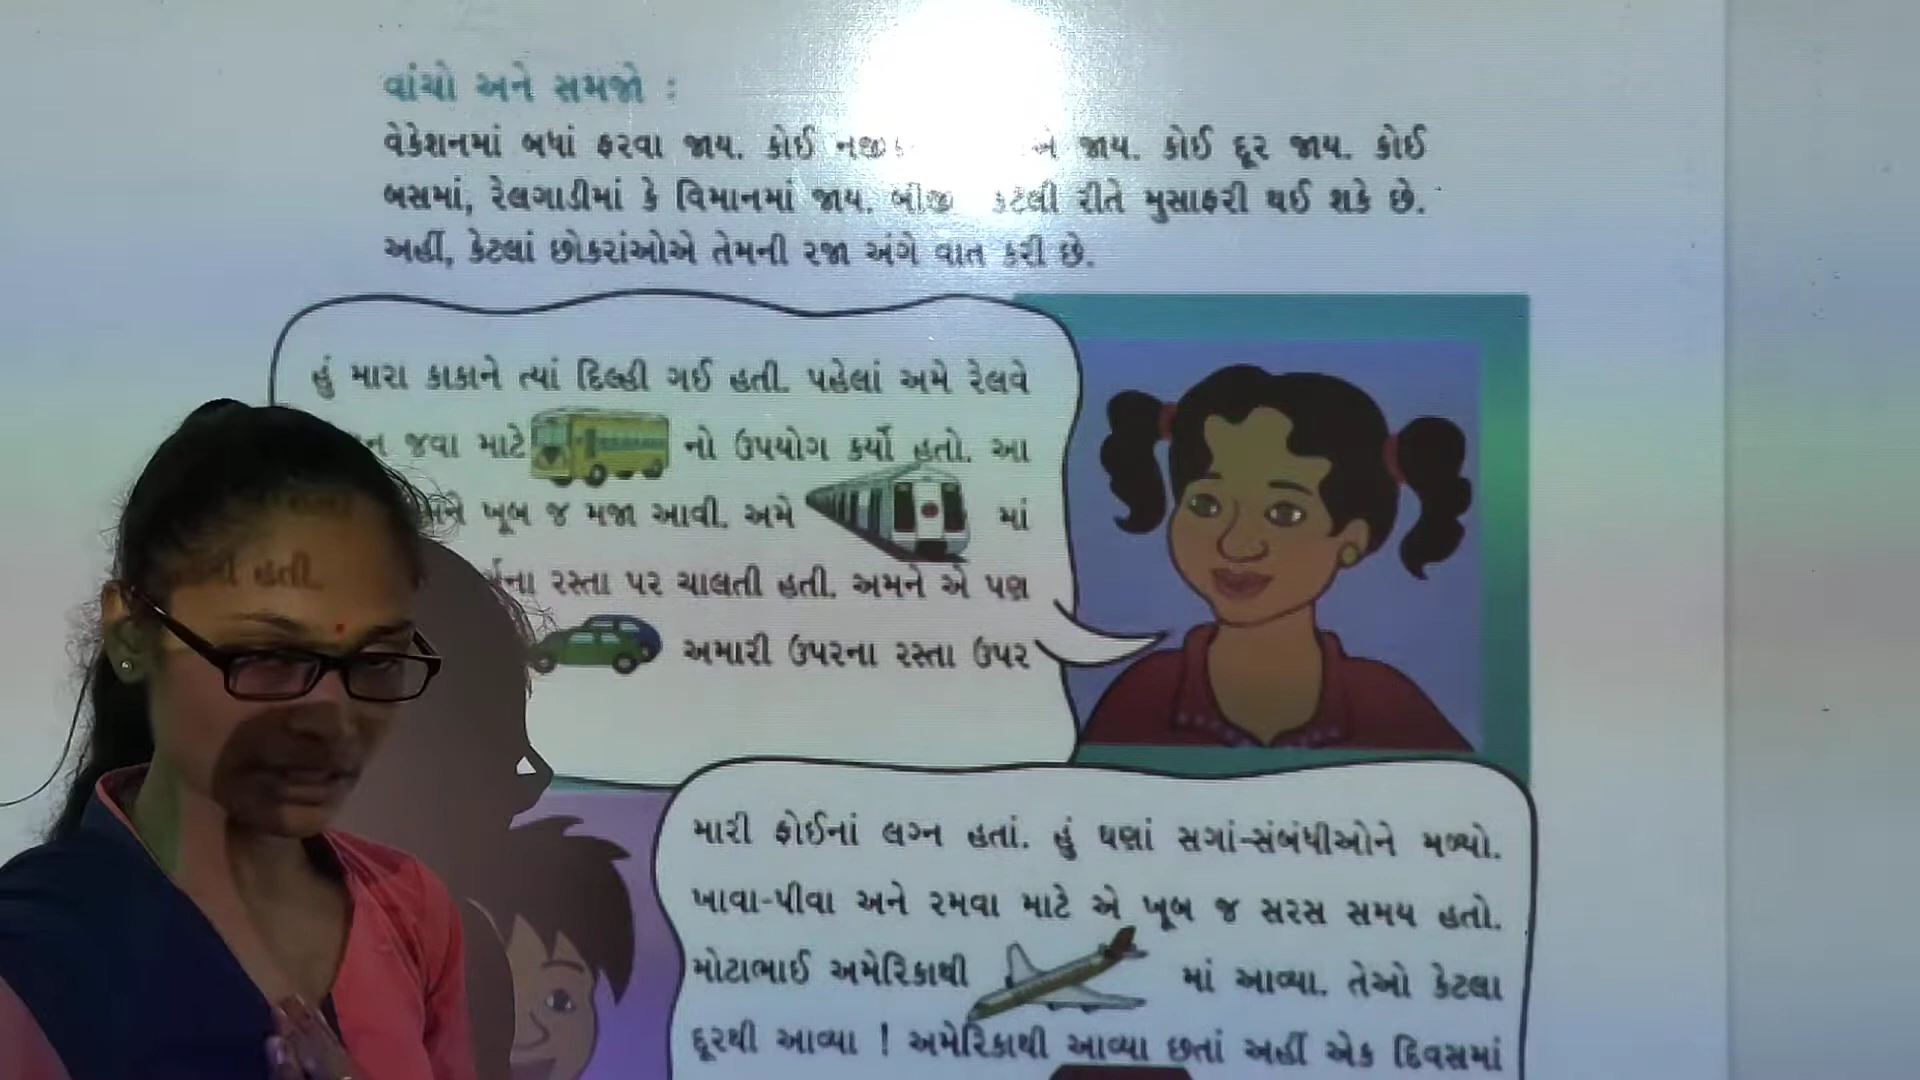 વાંચો અને સમજો :
વેકેશનમાં બધાં ફરવા જાય. કોઈ જાય. કોઈ દૂર જાય. કોઈ
બસમાં, રેલગાડીમાં કે વિમાનમાં જાય. બીજી કેટલી રીતે મુસાફરી થઈ શકે છે.
અહીં, કેટલાં છોકરાંઓએ તેમની રજા અંગે વાત કરી છે.
હું મારા કાકાને ત્યાં દિલ્હી ગઈ હતી. પહેલાં અમે રેલવે
જવા માટે નો ઉપયોગ કર્યો હતો. આ
ખૂબ જ મજા આવી. અમે માં
રસ્તા પર ચાલતી હતી. અમને એ પણ
અમારી ઉપરના રસ્તા ઉપર
મારી ફોઈનાં લગ્ન હતાં. હું ઘણાં સગાં-સંબંધીઓને મળ્યો.
ખાવા-પીવા અને રમવા માટે એ ખૂબ જ સરસ સમય હતો.
મોટાભાઈ અમેરિકાથી માં આવ્યા. તેઓ કેટલા
દૂરથી આવ્યા ! અમેરિકાથી આવ્યા છતાં અહીં એક દિવસમાં